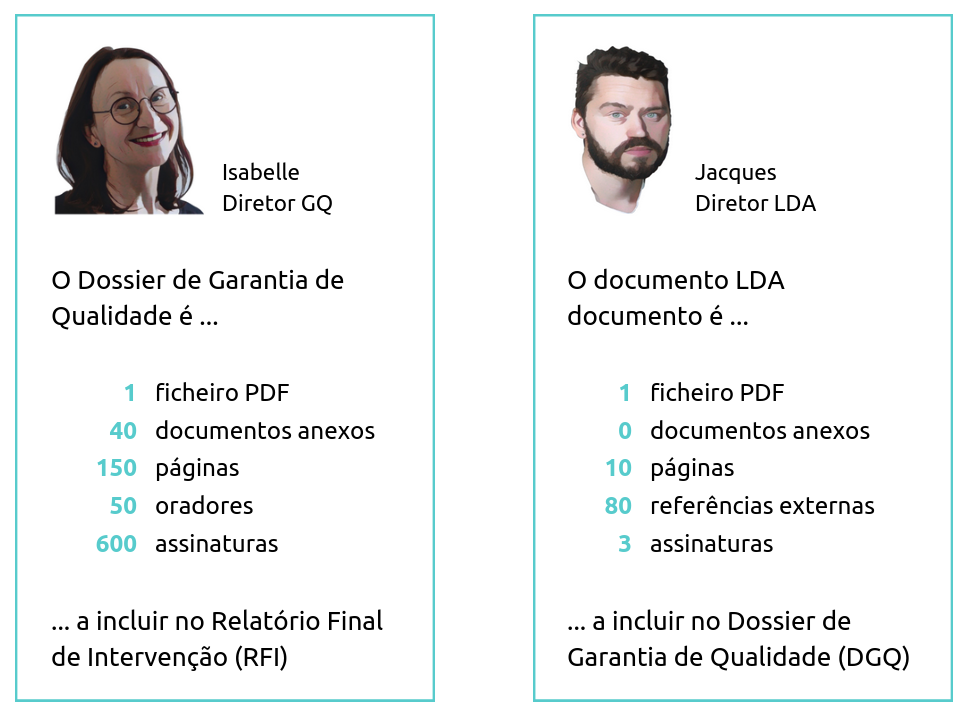 Isabelle
Diretor GQ
O Dossier de Garantia de
Qualidade é ...
1 ficheiro PDF
40 documentos anexos
150 páginas
50 oradores
600 assinaturas
... a incluir no Relatório Final
de Intervenção (RFI)
Jacques
Diretor LDA
O documento LDA
documento é ...
1 ficheiro PDF
0 documentos anexos
10 páginas
80 referências externas
3 assinaturas
... a incluir no Dossier de
Garantia de Qualidade (DGQ)